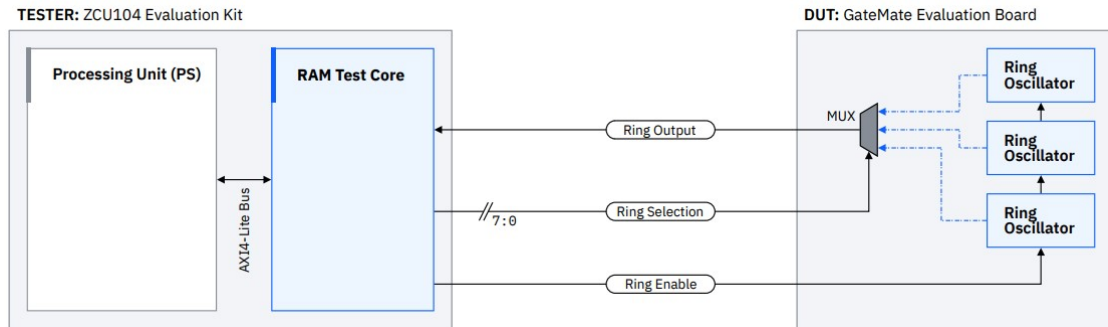 TESTER: ZCU104 Evaluation Kit
DUT: GateMate Evaluation Board
Processing Unit (PS)
RAM Test Core
AXI4-Lite Bus
Ring Output
7:0
Ring Selection
Ring Enable
MUX
Ring
Oscillator
Ring
Oscillator
Ring
Oscillator